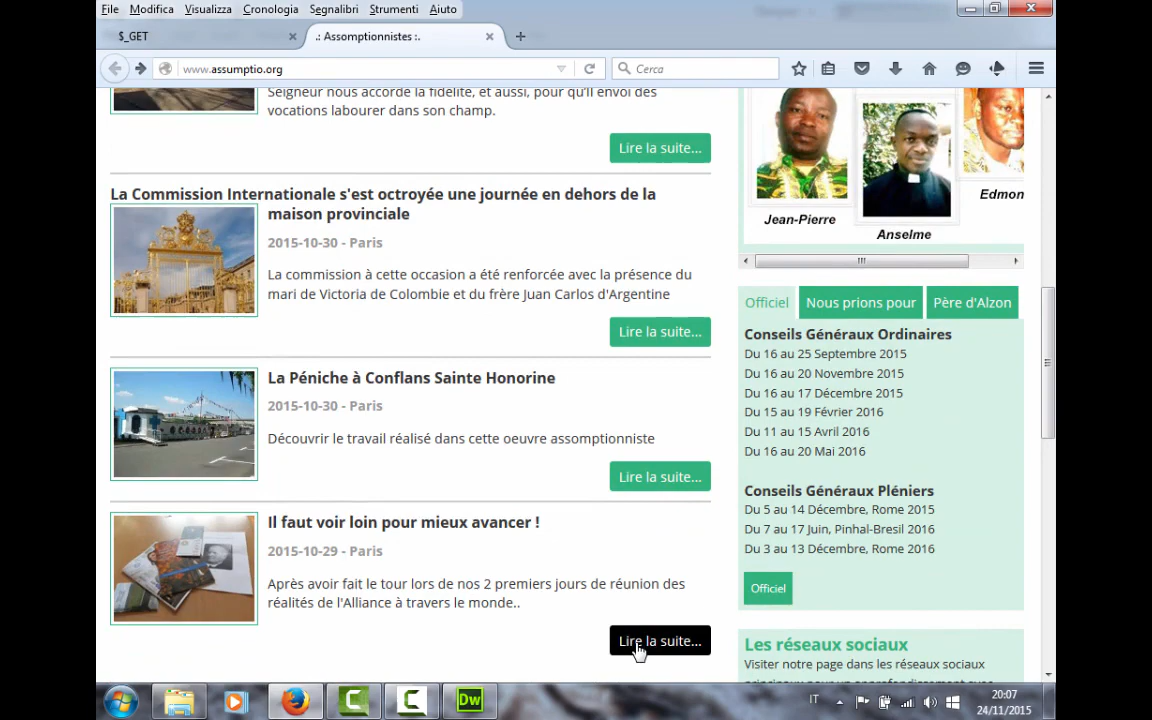 File Modifica Visualizza Cronologia Segnalibri Strumenti Aiuto
$_GET
.: Assomptionnistes :.
www.assumptio.org
Cerca
Seigneur nous accorde la fidélité, et aussi, pour qu'il envoi des
vocations labourer dans son champ.
Lire la suite...
La Commission Internationale s'est octroyée une journée en dehors de la
maison provinciale
2015-10-30 - Paris
La commission à cette occasion a été renforcée avec la présence du
mari de Victoria de Colombie et du frère Juan Carlos d'Argentine
Lire la suite...
La Péniche à Conflans Sainte Honorine
2015-10-30 - Paris
Découvrir le travail réalisé dans cette oeuvre assomptionniste
Lire la suite...
Il faut voir loin pour mieux avancer !
2015-10-29 - Paris
Après avoir fait le tour lors de nos 2 premiers jours de réunion des
réalités de l'Alliance à travers le monde..
Lire la suite...
Jean-Pierre
Anselme
Edmon
Officiel
Nous prions pour
Père d'Alzon
Conseils Généraux Ordinaires
Du 16 au 25 Septembre 2015
Du 16 au 20 Novembre 2015
Du 16 au 17 Décembre 2015
Du 15 au 19 Février 2016
Du 11 au 15 Avril 2016
Du 16 au 20 Mai 2016
Conseils Généraux Pléniers
Du 5 au 14 Décembre, Rome 2015
Du 7 au 17 Juin, Pinhal-Bresil 2016
Du 3 au 13 Décembre, Rome 2016
Officiel
Les réseaux sociaux
Visiter notre page dans les réseaux sociaux
Dw
IT
20:07
24/11/2015